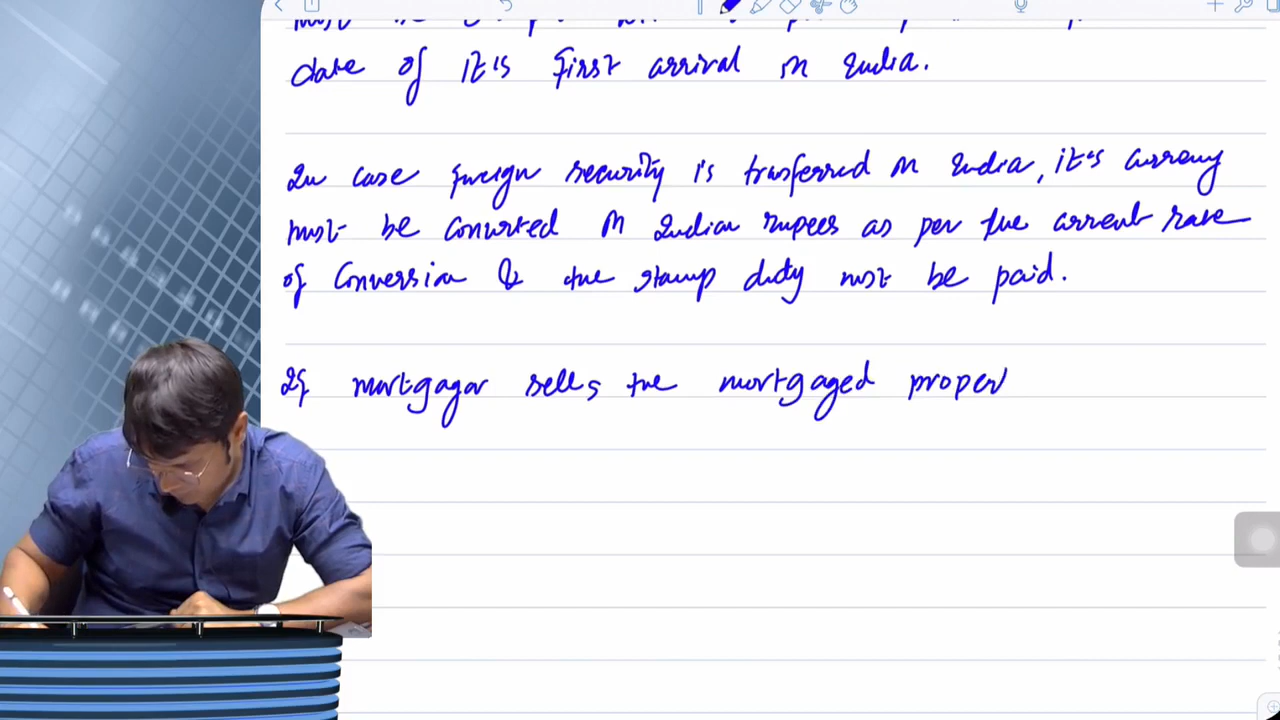 date of it's first arrival in India.
In case foreign security is transferred in India, it's currency
must be converted in Indian rupees as per the current rate
of Conversion & the stamp duty must be paid.
If mortgagor sells the mortgaged proper